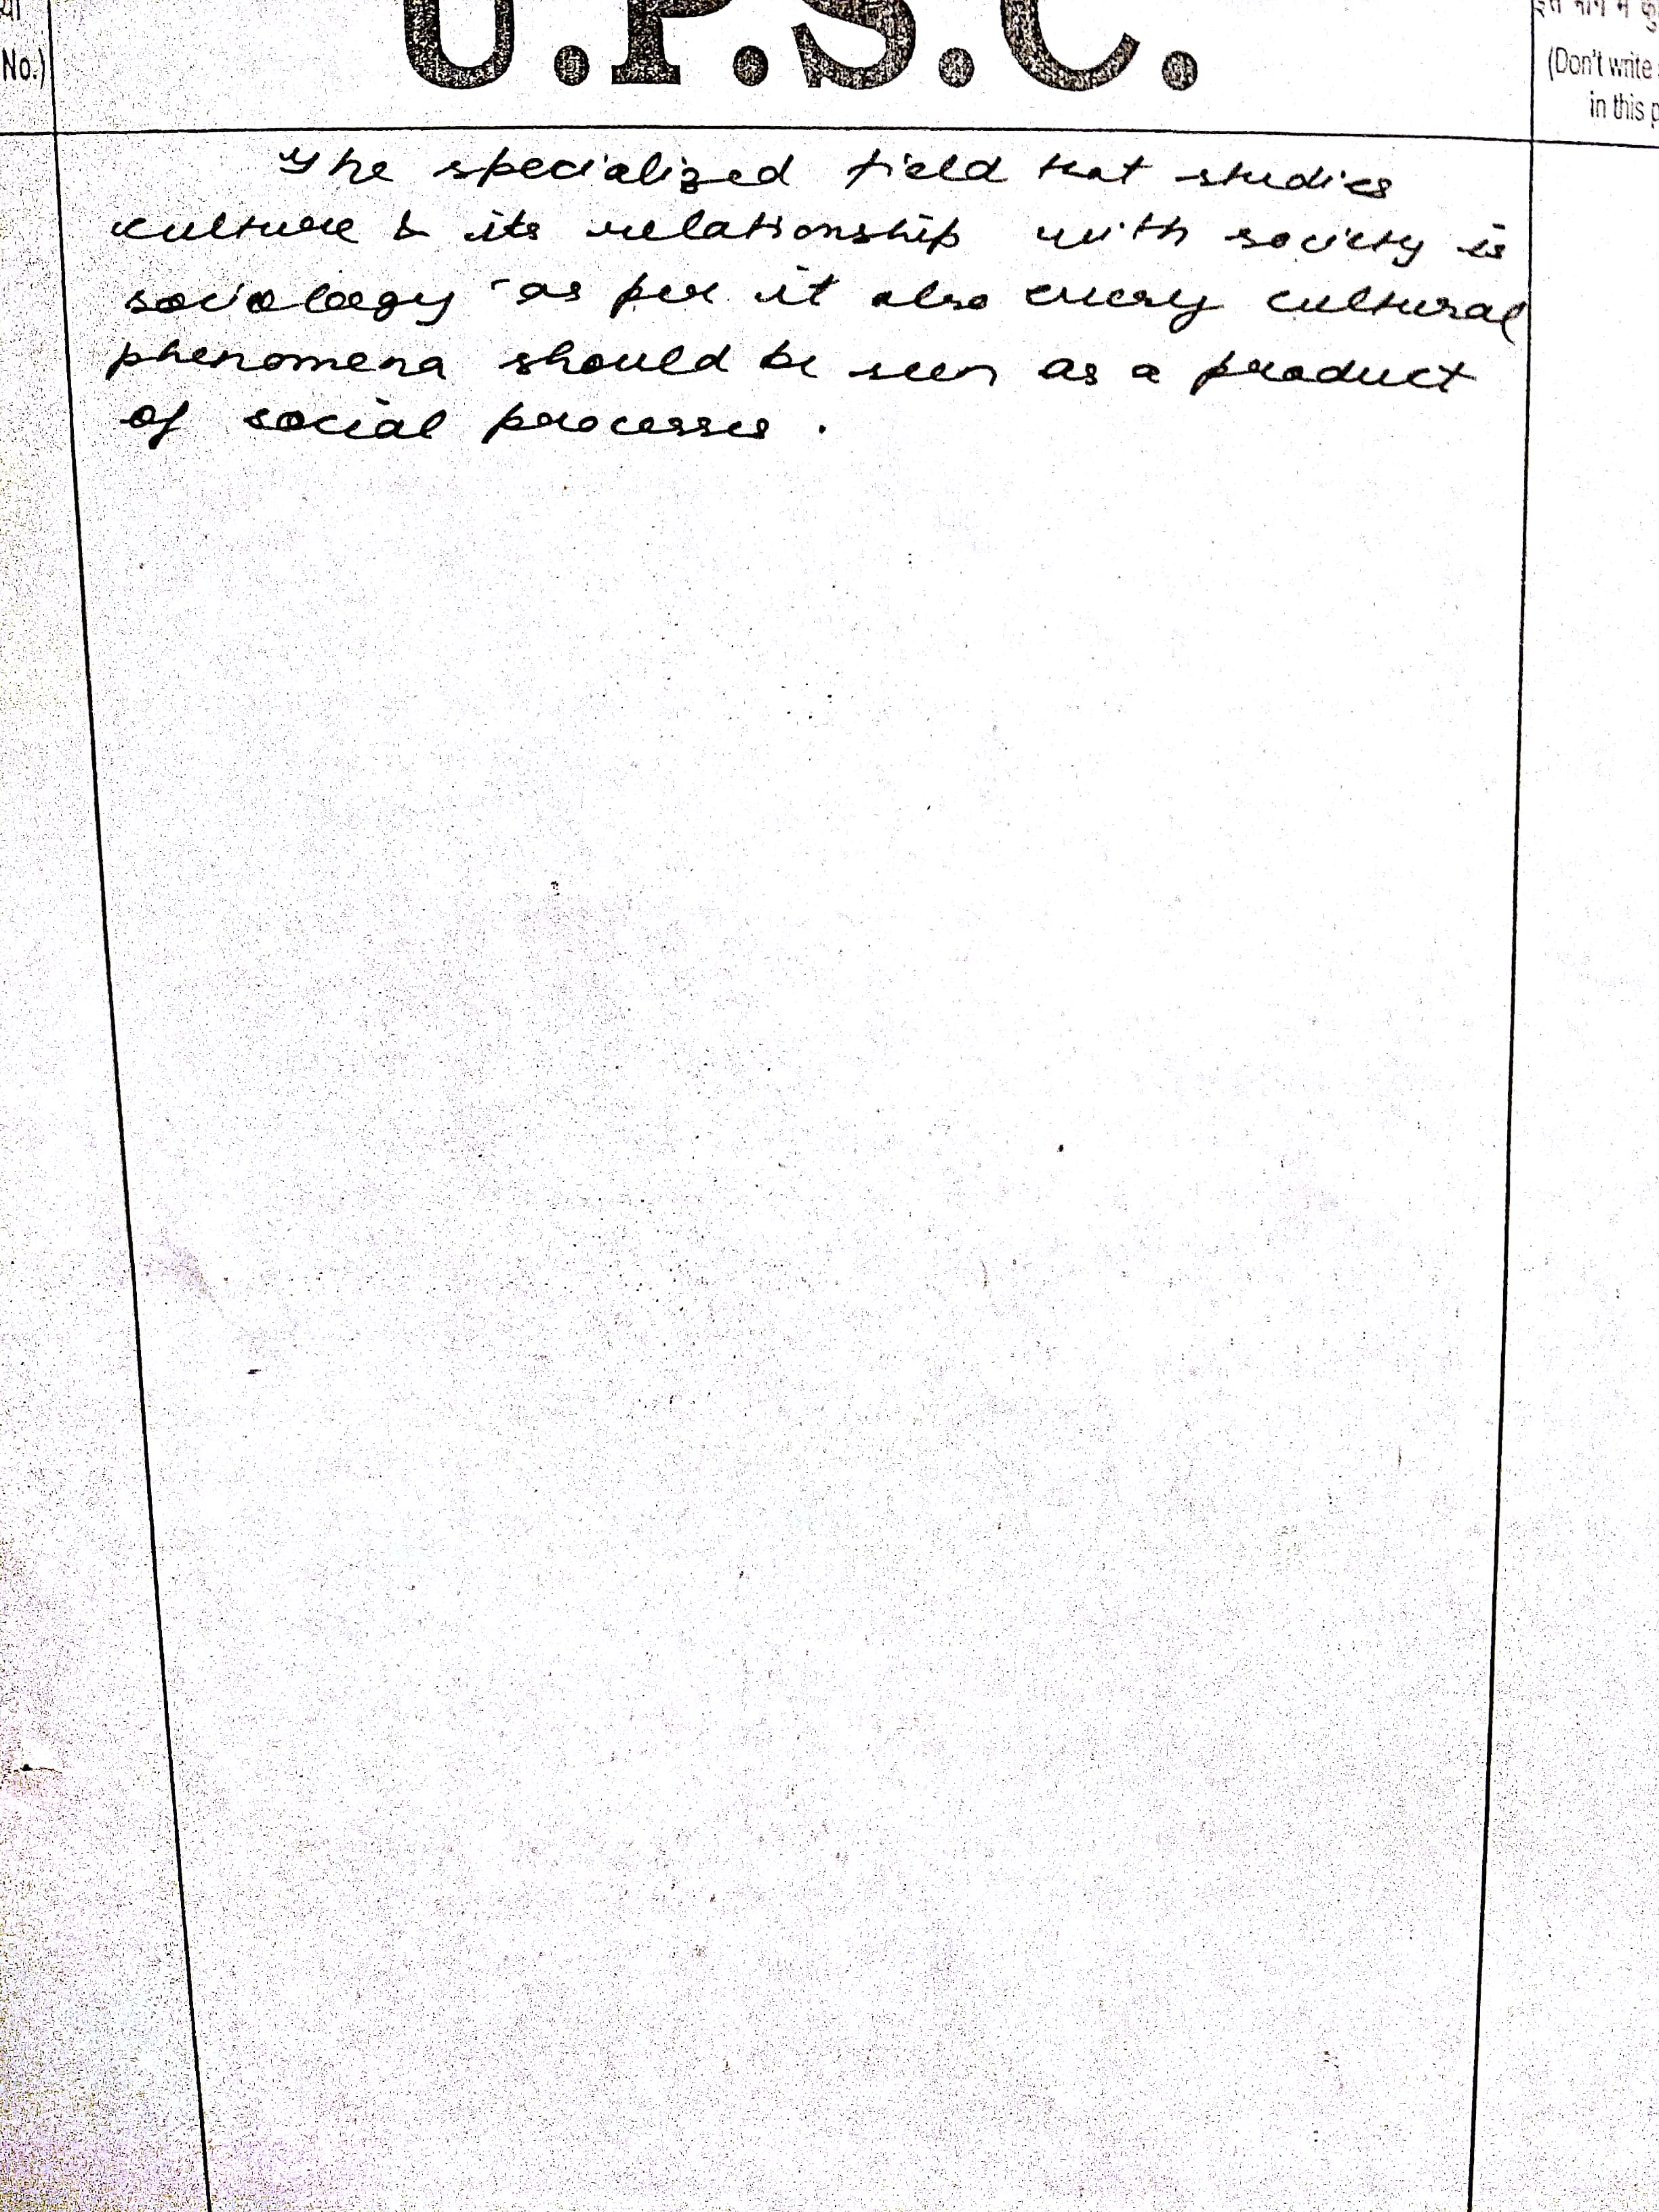 U.P.S.C.
No.)
(Don't write
in this
The specialized field that studies
culture & its relationship with society is
sociology as per it also every cultural
phenomena should be seen as a product
of social processes.